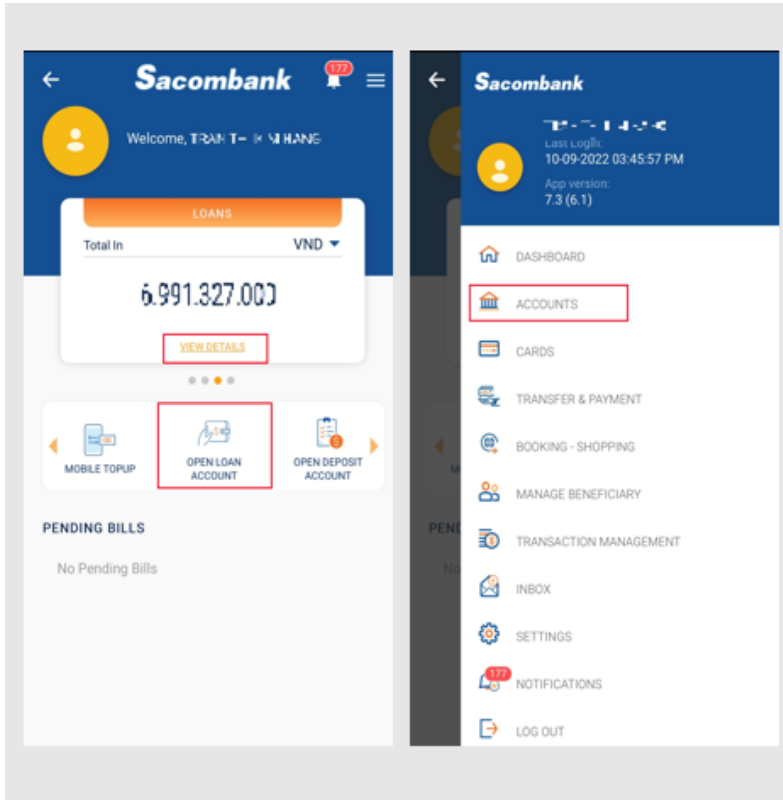 Sacombank
177
Welcome,
LOANS
Total In VND
6.991.327.000
VIEW DETAILS
MOBILE TOPUP
OPEN LOAN
ACCOUNT
OPEN DEPOSIT
ACCOUNT
PENDING BILLS
No Pending Bills
Sacombank
Last Login:
10-09-2022 03:45:57 PM
App version:
7.3 (6.1)
DASHBOARD
ACCOUNTS
CARDS
TRANSFER & PAYMENT
BOOKING - SHOPPING
MANAGE BENEFICIARY
TRANSACTION MANAGEMENT
INBOX
SETTINGS
177
NOTIFICATIONS
LOG OUT
PEND
No